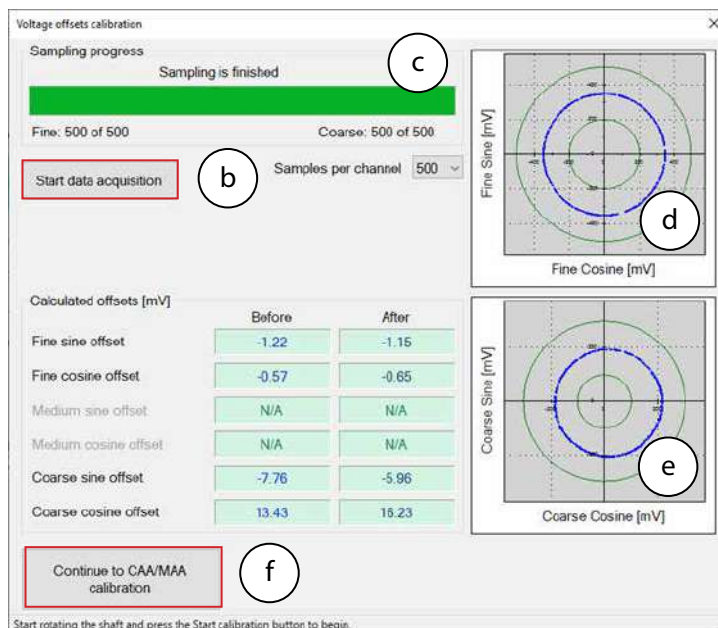 Voltage offsets calibration
Sampling progress
Sampling is finished
c
Fine: 500 of 500 Coarse: 500 of 500
Start data acquisition
b
Samples per channel 500
Fine Sine [mV]
d
Fine Cosine [mV]
Calculated offsets [mV]
Before After
Fine sine offset -1.22 -1.15
Fine cosine offset -0.57 -0.65
Medium sine offset N/A N/A
Medium cosine offset N/A N/A
Coarse sine offset -7.76 -5.96
Coarse cosine offset 13.43 15.23
Coarse Sine [mV]
e
Coarse Cosine [mV]
Continue to CAA/MAA
calibration
f
Start rotating the shaft and press the Start calibration button to begin.